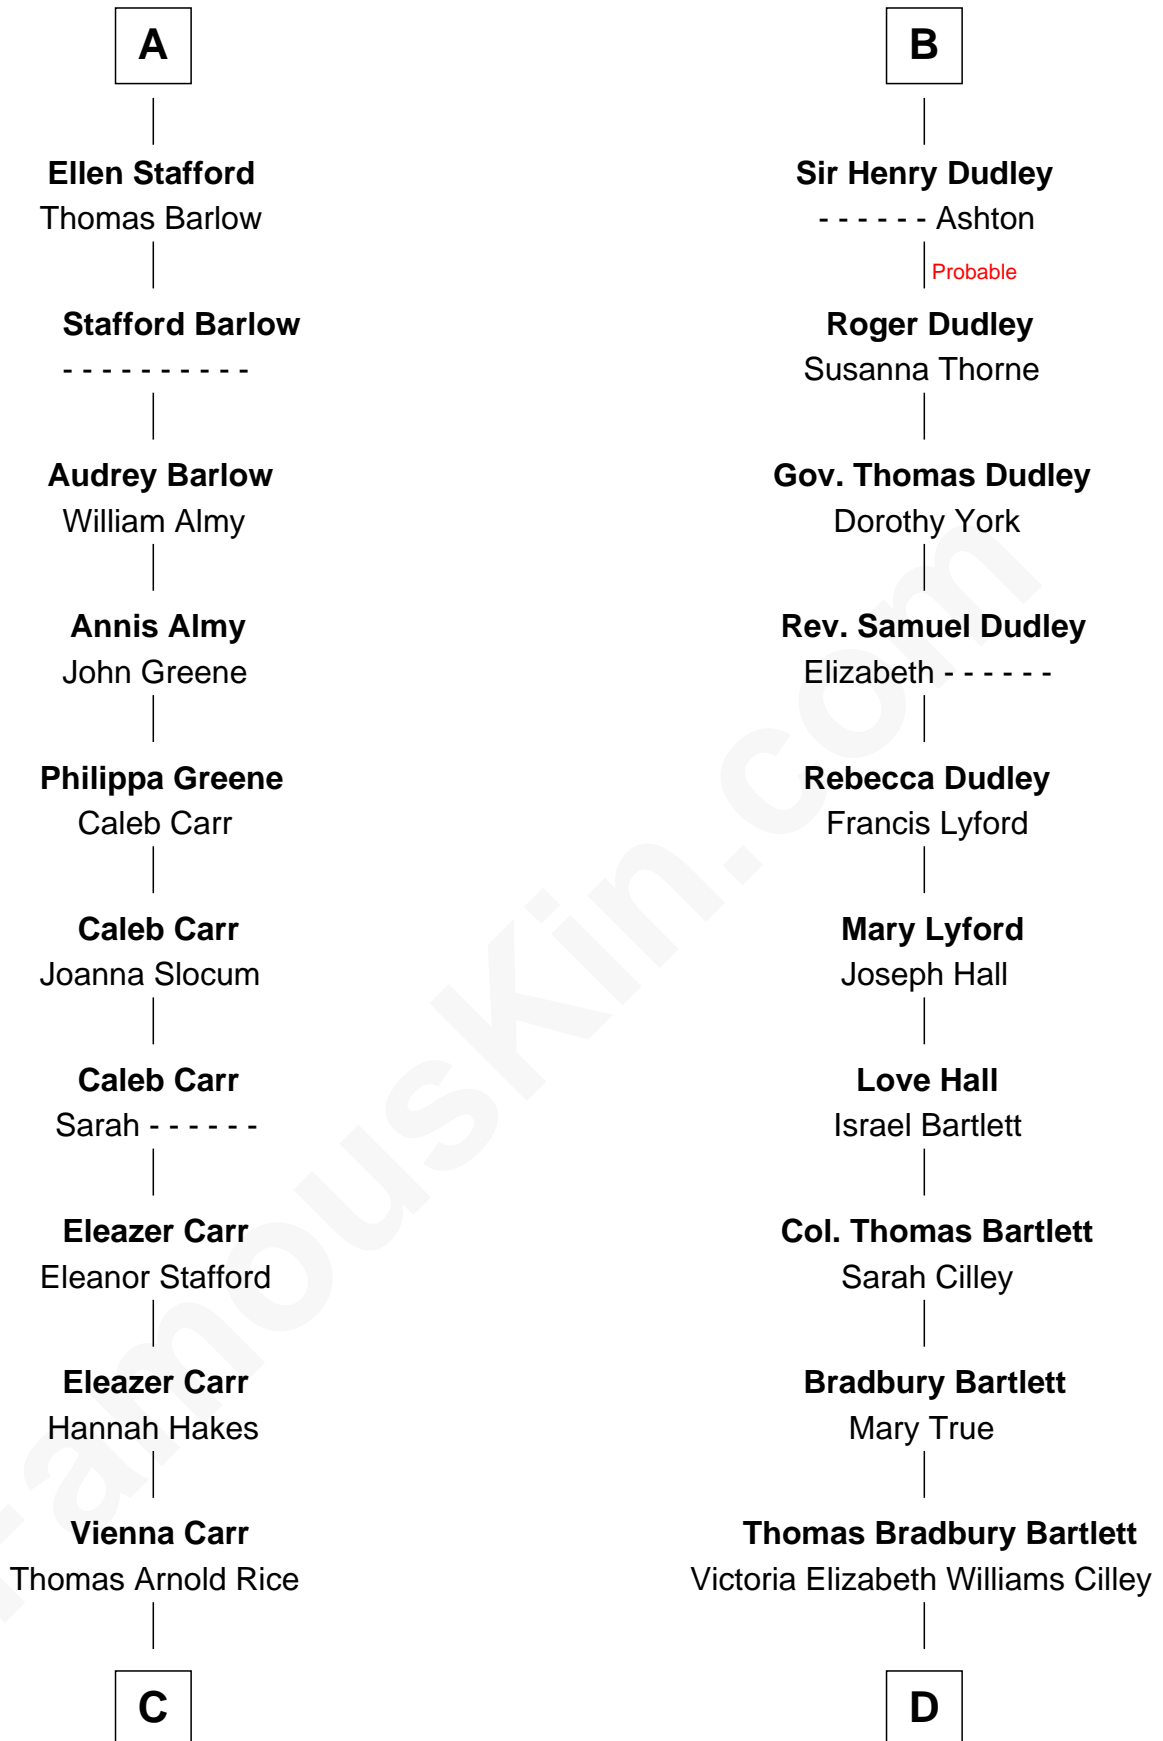 A
Ellen Stafford
Thomas Barlow
Stafford Barlow
- - - - - - - - - -
Audrey Barlow
William Almy
Annis Almy
John Greene
Philippa Greene
Caleb Carr
Caleb Carr
Joanna Slocum
Caleb Carr
Sarah - - - - - -
Eleazer Carr
Eleanor Stafford
Eleazer Carr
Hannah Hakes
Vienna Carr
Thomas Arnold Rice
C
B
Sir Henry Dudley
- - - - - - Ashton
Probable
Roger Dudley
Susanna Thorne
Gov. Thomas Dudley
Dorothy York
Rev. Samuel Dudley
Elizabeth - - - - - -
Rebecca Dudley
Francis Lyford
Mary Lyford
Joseph Hall
Love Hall
Israel Bartlett
Col. Thomas Bartlett
Sarah Cilley
Bradbury Bartlett
Mary True
Thomas Bradbury Bartlett
Victoria Elizabeth Williams Cilley
D
FamousKin.com